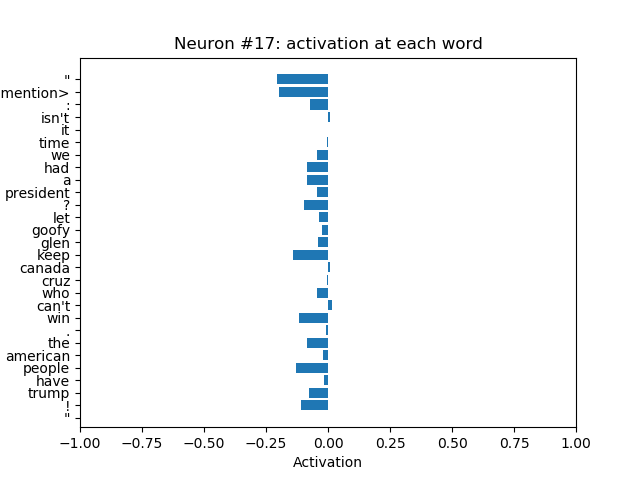 Neuron #17: activation at each word
"
mention>
:
isn't
it
time
we
had
a
president
?
let
goofy
glen
keep
canada
cruz
who
can't
win
.
the
american
people
have
trump
!
"
−1.00 −0.75 −0.50 −0.25 0.00 0.25 0.50 0.75 1.00
Activation